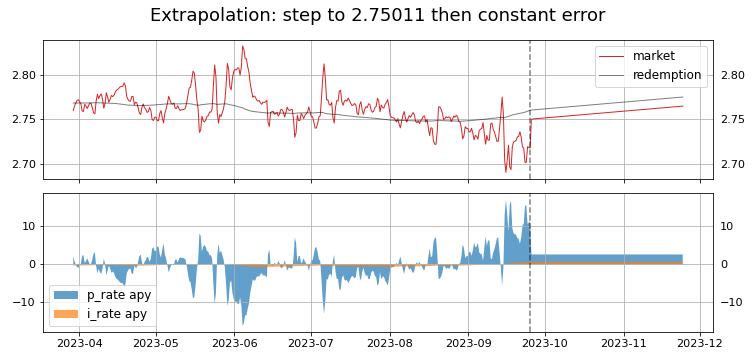 Extrapolation: step to 2.75011 then constant error
2.80
2.75
2.70
market
redemption
2.80
2.75
2.70
10
0
−10
p_rate apy
i_rate apy
10
0
−10
2023-04 2023-05 2023-06 2023-07 2023-08 2023-09 2023-10 2023-11 2023-12